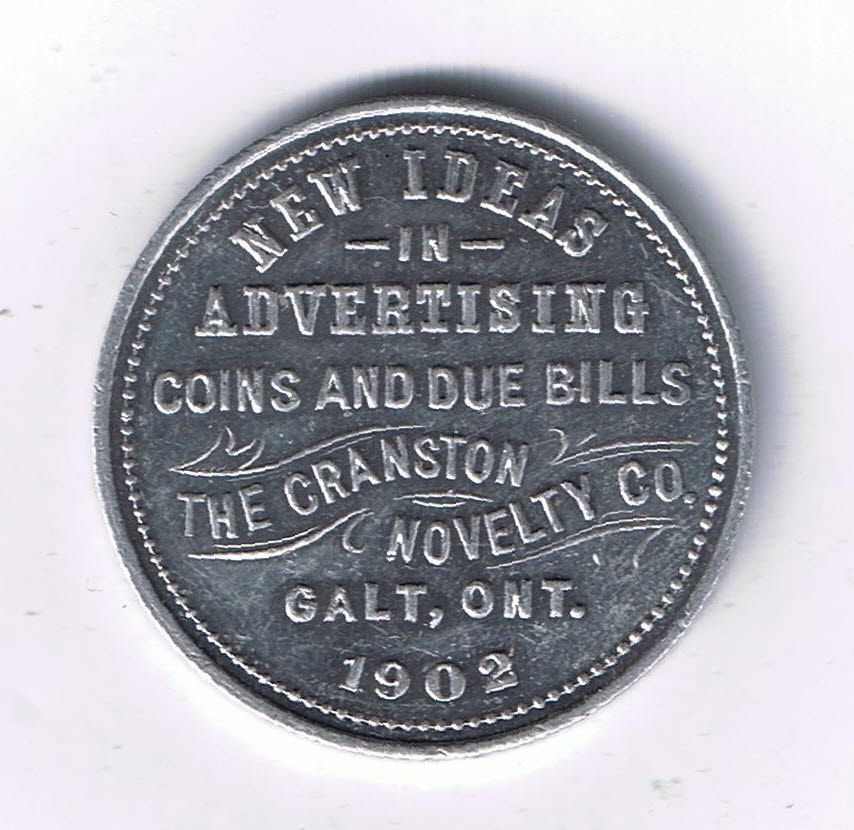 NEW IDEAS
— IN —
ADVERTISING
COINS AND DUE BILLS
THE CRANSTON
NOVELTY CO.
GALT, ONT.
1902